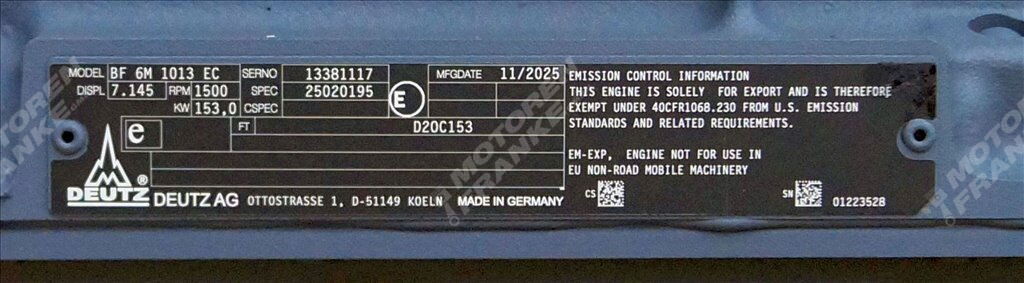 MODEL BF 6M 1013 EC SERNO 13381117 MFGDATE 11/2025
DISPL 7.145 RPM 1500 SPEC 25020195
KW 153,0 CSPEC
E
e FT D20C153
EMISSION CONTROL INFORMATION
THIS ENGINE IS SOLELY FOR EXPORT AND IS THEREFORE
EXEMPT UNDER 40CFR1068.230 FROM U.S. EMISSION
STANDARDS AND RELATED REQUIREMENTS.
EM-EXP, ENGINE NOT FOR USE IN
EU NON-ROAD MOBILE MACHINERY
CS SN 01223528
DEUTZ ® DEUTZ AG OTTOSTRASSE 1, D-51149 KOELN MADE IN GERMANY
MOTOREN
FRANKE